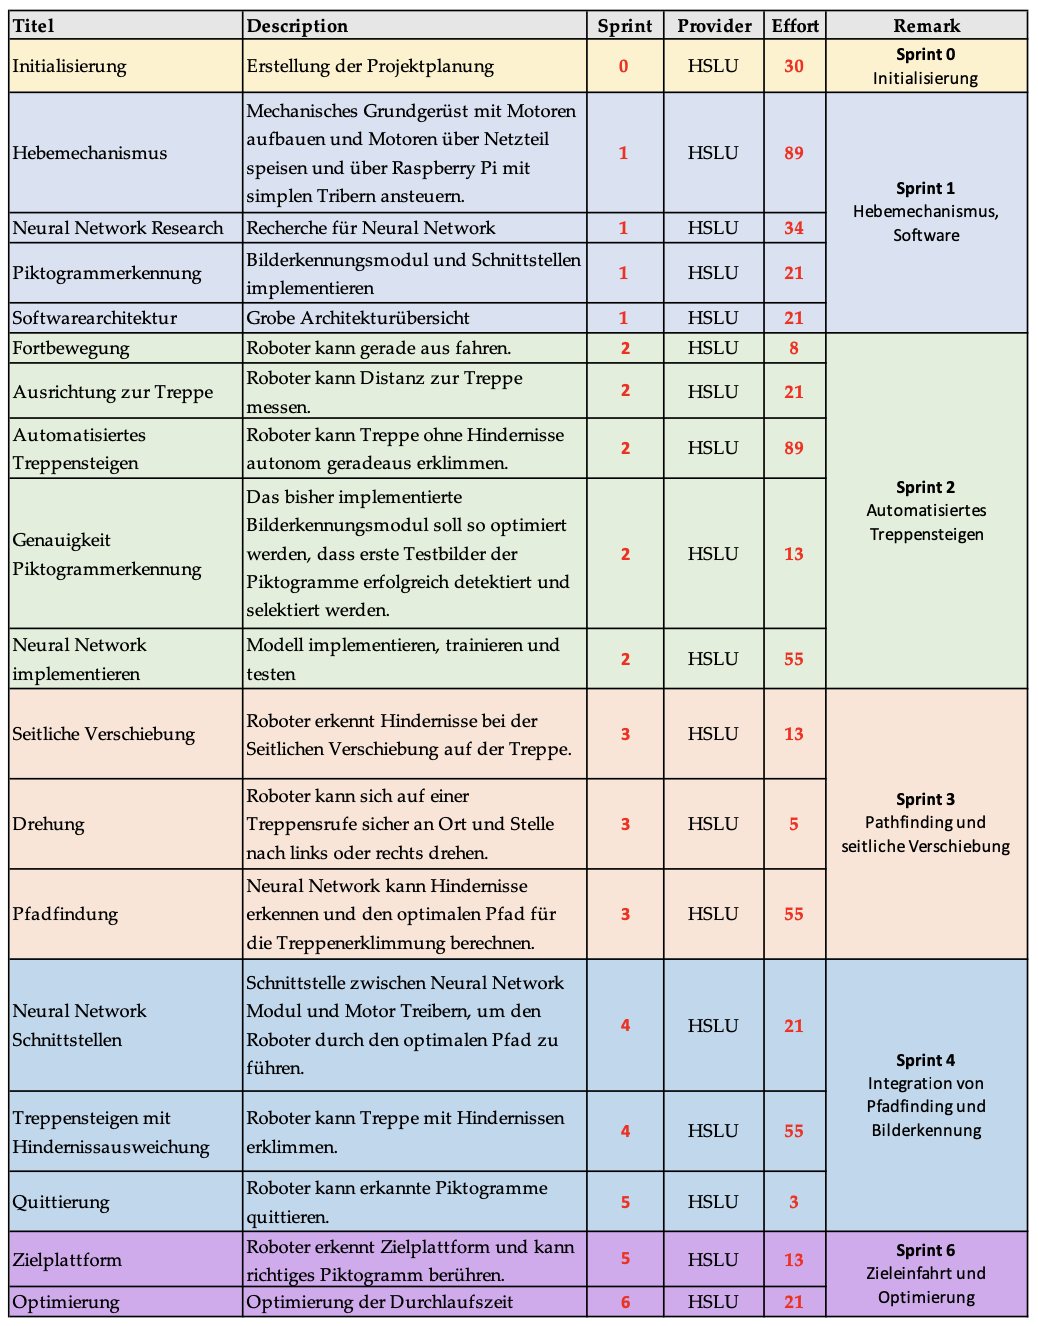 Titel Description Sprint Provider Effort Remark
Initialisierung Erstellung der Projektplanung 0 HSLU 30
Sprint 0
Initialisierung
Hebemechanismus
Mechanisches Grundgerüst mit Motoren
aufbauen und Motoren über Netzteil
speisen und über Raspberry Pi mit
simplen Tribern ansteuern.
1 HSLU 89
Sprint 1
Hebemechanismus,
Software
Neural Network Research Recherche für Neural Network 1 HSLU 34
Piktogrammerkennung
Bilderkennungsmodul und Schnittstellen
implementieren
1 HSLU 21
Softwarearchitektur Grobe Architekturübersicht 1 HSLU 21
Fortbewegung Roboter kann gerade aus fahren. 2 HSLU 8
Sprint 2
Automatisiertes
Treppensteigen
Ausrichtung zur Treppe
Roboter kann Distanz zur Treppe
messen.
2 HSLU 21
Automatisiertes
Treppensteigen
Roboter kann Treppe ohne Hindernisse
autonom geradeaus erklimmen.
2 HSLU 89
Genauigkeit
Piktogrammerkennung
Das bisher implementierte
Bilderkennungsmodul soll so optimiert
werden, dass erste Testbilder der
Piktogramme erfolgreich detektiert und
selektiert werden.
2 HSLU 13
Neural Network
implementieren
Modell implementieren, trainieren und
testen
2 HSLU 55
Seitliche Verschiebung
Roboter erkennt Hindernisse bei der
Seitlichen Verschiebung auf der Treppe.
3 HSLU 13
Sprint 3
Pathfinding und
seitliche Verschiebung
Drehung
Roboter kann sich auf einer
Treppensrufe sicher an Ort und Stelle
nach links oder rechts drehen.
3 HSLU 5
Pfadfindung
Neural Network kann Hindernisse
erkennen und den optimalen Pfad für
die Treppenerklimmung berechnen.
3 HSLU 55
Neural Network
Schnittstellen
Schnittstelle zwischen Neural Network
Modul und Motor Treibern, um den
Roboter durch den optimalen Pfad zu
führen.
4 HSLU 21
Sprint 4
Integration von
Pfadfinding und
Bilderkennung
Treppensteigen mit
Hindernissausweichung
Roboter kann Treppe mit Hindernissen
erklimmen.
4 HSLU 55
Quittierung
Roboter kann erkannte Piktogramme
quittieren.
5 HSLU 3
Zielplattform
Roboter erkennt Zielplattform und kann
richtiges Piktogramm berühren.
5 HSLU 13
Sprint 6
Zieleinfahrt und
Optimierung
Optimierung Optimierung der Durchlaufszeit 6 HSLU 21